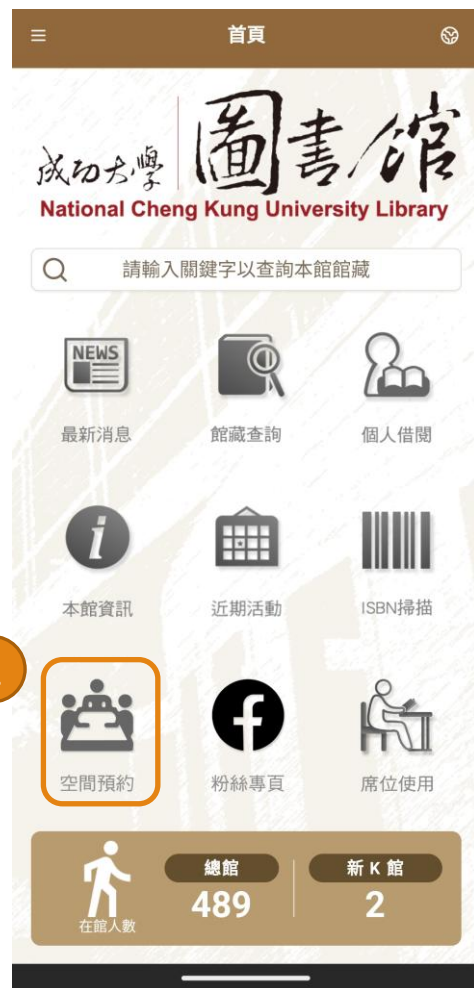 首頁
成功大學
圖書館
National Cheng Kung University Library
請輸入關鍵字以查詢本館館藏
NEWS
最新消息
館藏查詢
個人借閱
i
本館資訊
近期活動
ISBN掃描
空間預約
f
粉絲專頁
席位使用
在館人數
總館
489
新 K 館
2